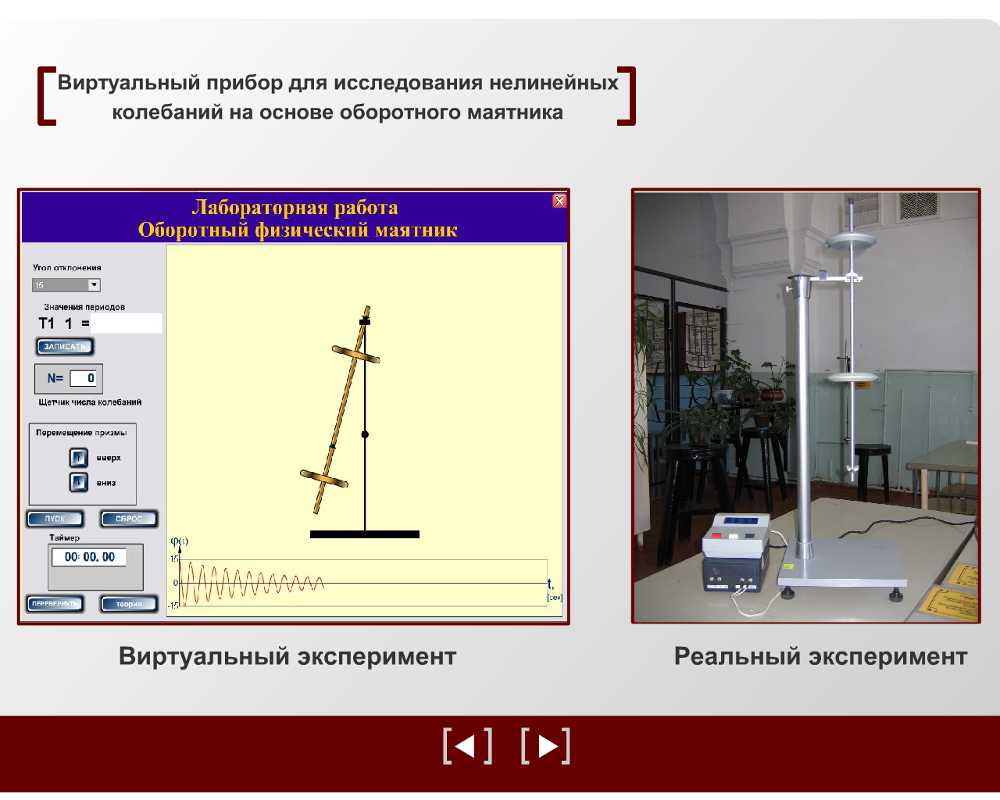 Виртуальный прибор для исследования нелинейных
колебаний на основе оборотного маятника
Лабораторная работа
Оборотный физический маятник
Угол отклонения
15
Значения периодов
T1 1 =
ЗАПИСАТЬ
N= 0
Щетчик числа колебаний
Перемещение призмы
вверх
вниз
ПУСК СБРОС
Таймер
00: 00. 00
ПЕРЕВЕРНУТЬ теория
φ(t)
15
0
-15
t,
[сек]
Виртуальный эксперимент
Реальный эксперимент